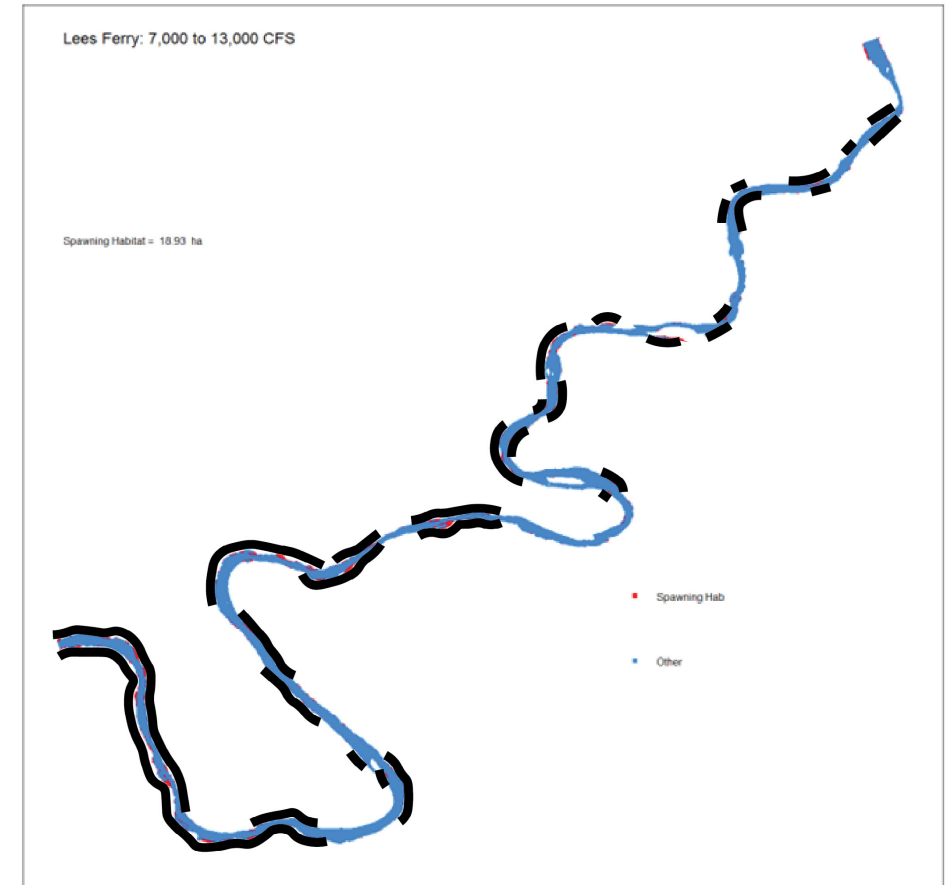 Lees Ferry: 7,000 to 13,000 CFS
Spawning Habitat = 18.93 ha
Spawning Hab
Other